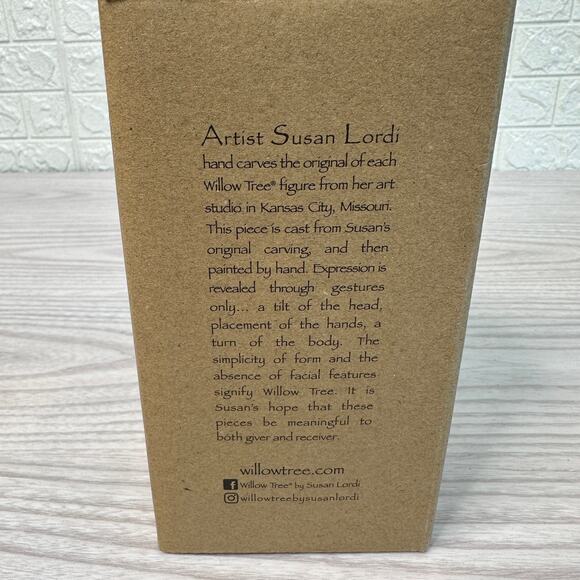 Artist Susan Lordi
hand carves the original of each
Willow Tree® figure from her art
studio in Kansas City, Missouri.
This piece is cast from Susan's
original carving, and then
painted by hand. Expression is
revealed through gestures
only... a tilt of the head,
placement of the hands, a
turn of the body. The
simplicity of form and the
absence of facial features
signify Willow Tree. It is
Susan's hope that these
pieces be meaningful to
both giver and receiver.
willowtree.com
Willow Tree® by Susan Lordi
willowtreebysusanlordi